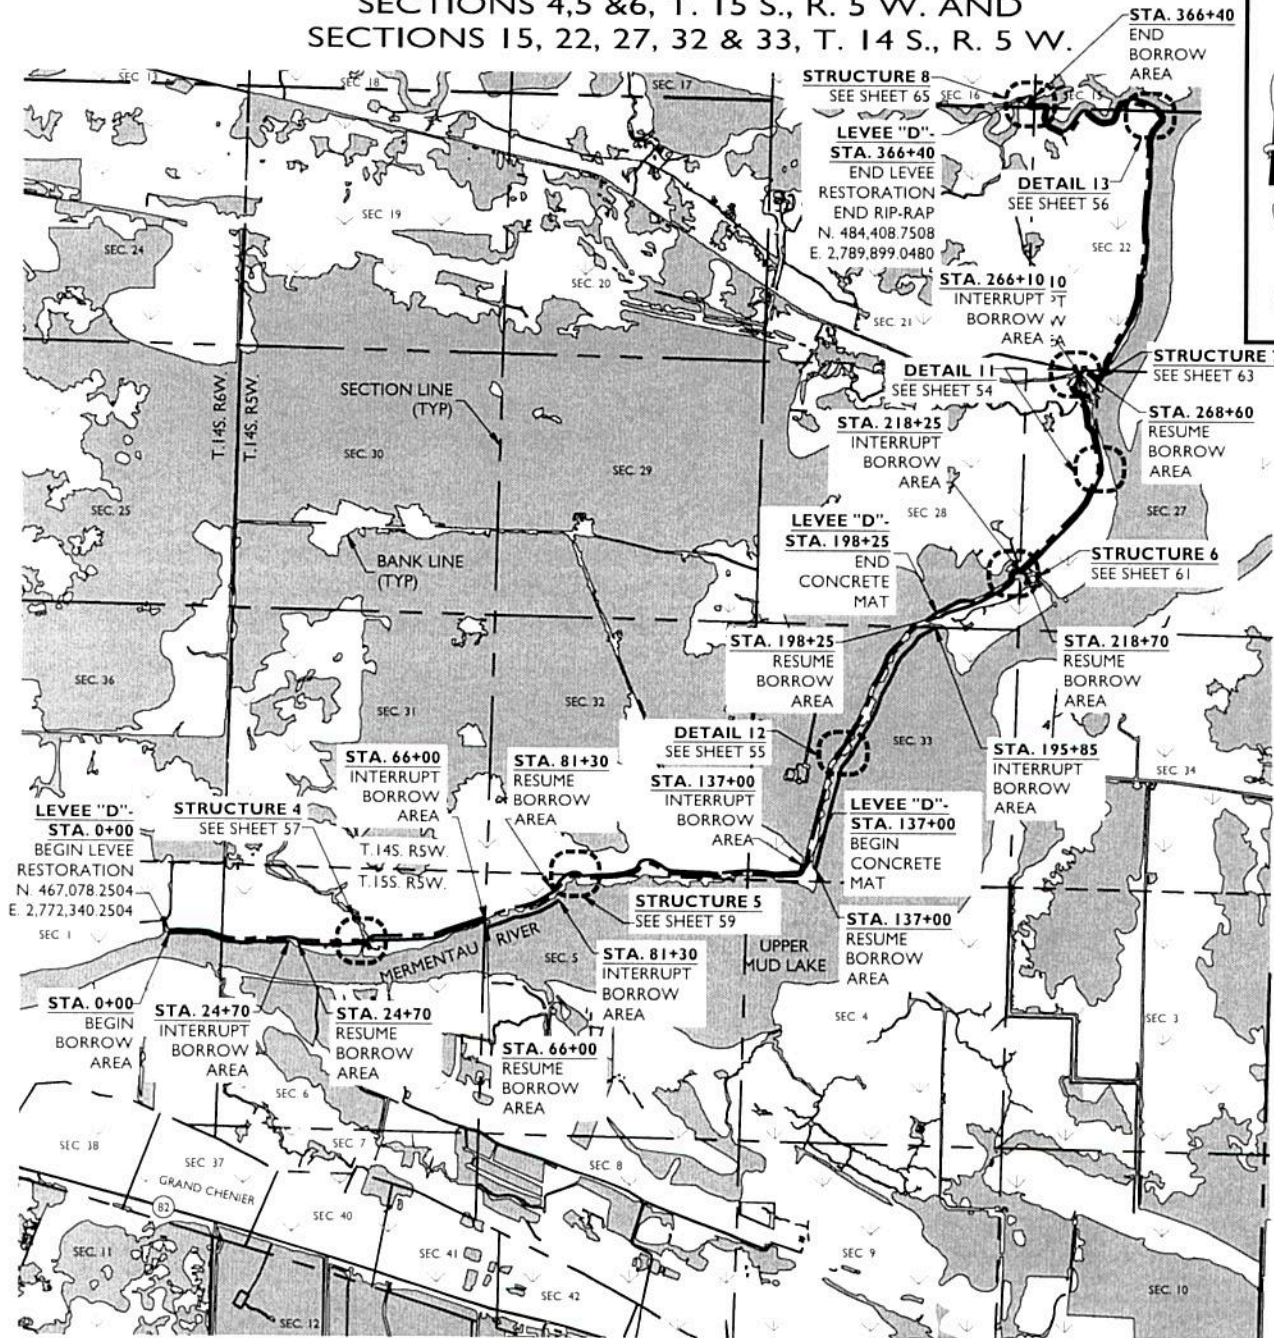 SECTIONS 4,5 &6, T. 15 S., R. 5 W. AND
SECTIONS 15, 22, 27, 32 & 33, T. 14 S., R. 5 W.
STA. 366+40
END
BORROW
AREA
STRUCTURE 8
SEE SHEET 65
SEC. 16
SEC. 15
SEC. 18
SEC. 17
LEVEE "D"-
STA. 366+40
END LEVEE
RESTORATION
END RIP-RAP
N. 484,408.7508
E. 2,789,899.0480
DETAIL 13
SEE SHEET 56
SEC. 19
SEC. 24
SEC. 22
SEC. 20
STA. 266+10
INTERRUPT
BORROW
AREA
SEC. 21
DETAIL 11
SEE SHEET 54
STRUCTURE
SEE SHEET 63
T.14S. R6W.
T.14S. R5W.
SECTION LINE
(TYP)
STA. 218+25
INTERRUPT
BORROW
AREA
STA. 268+60
RESUME
BORROW
AREA
SEC. 30
SEC. 29
SEC. 25
SEC. 28
SEC. 27
LEVEE "D"-
STA. 198+25
END
CONCRETE
MAT
BANK LINE
(TYP)
STRUCTURE 6
SEE SHEET 61
STA. 198+25
RESUME
BORROW
AREA
STA. 218+70
RESUME
BORROW
AREA
SEC. 36
SEC. 31
SEC. 32
DETAIL 12
SEE SHEET 55
SEC. 33
STA. 195+85
INTERRUPT
BORROW
AREA
SEC. 34
STA. 66+00
INTERRUPT
BORROW
AREA
STA. 81+30
RESUME
BORROW
AREA
STA. 137+00
INTERRUPT
BORROW
AREA
LEVEE "D"-
STA. 0+00
BEGIN LEVEE
RESTORATION
N. 467,078.2504
E. 2,772,340.2504
STRUCTURE 4
SEE SHEET 57
LEVEE "D"-
STA. 137+00
BEGIN
CONCRETE
MAT
T.14S. R5W.
T.15S. R5W.
STRUCTURE 5
SEE SHEET 59
STA. 137+00
RESUME
BORROW
AREA
SEC. 1
MERMENTAU RIVER
SEC. 5
UPPER
MUD LAKE
STA. 81+30
INTERRUPT
BORROW
AREA
STA. 0+00
BEGIN
BORROW
AREA
STA. 24+70
INTERRUPT
BORROW
AREA
STA. 24+70
RESUME
BORROW
AREA
STA. 66+00
RESUME
BORROW
AREA
SEC. 4
SEC. 3
SEC. 6
SEC. 7
SEC. 8
SEC 38
SEC 37
GRAND CHENIER
82
SEC. 40
SEC. 41
SEC. 42
SEC. 9
SEC. 10
SEC. 11
SEC. 12